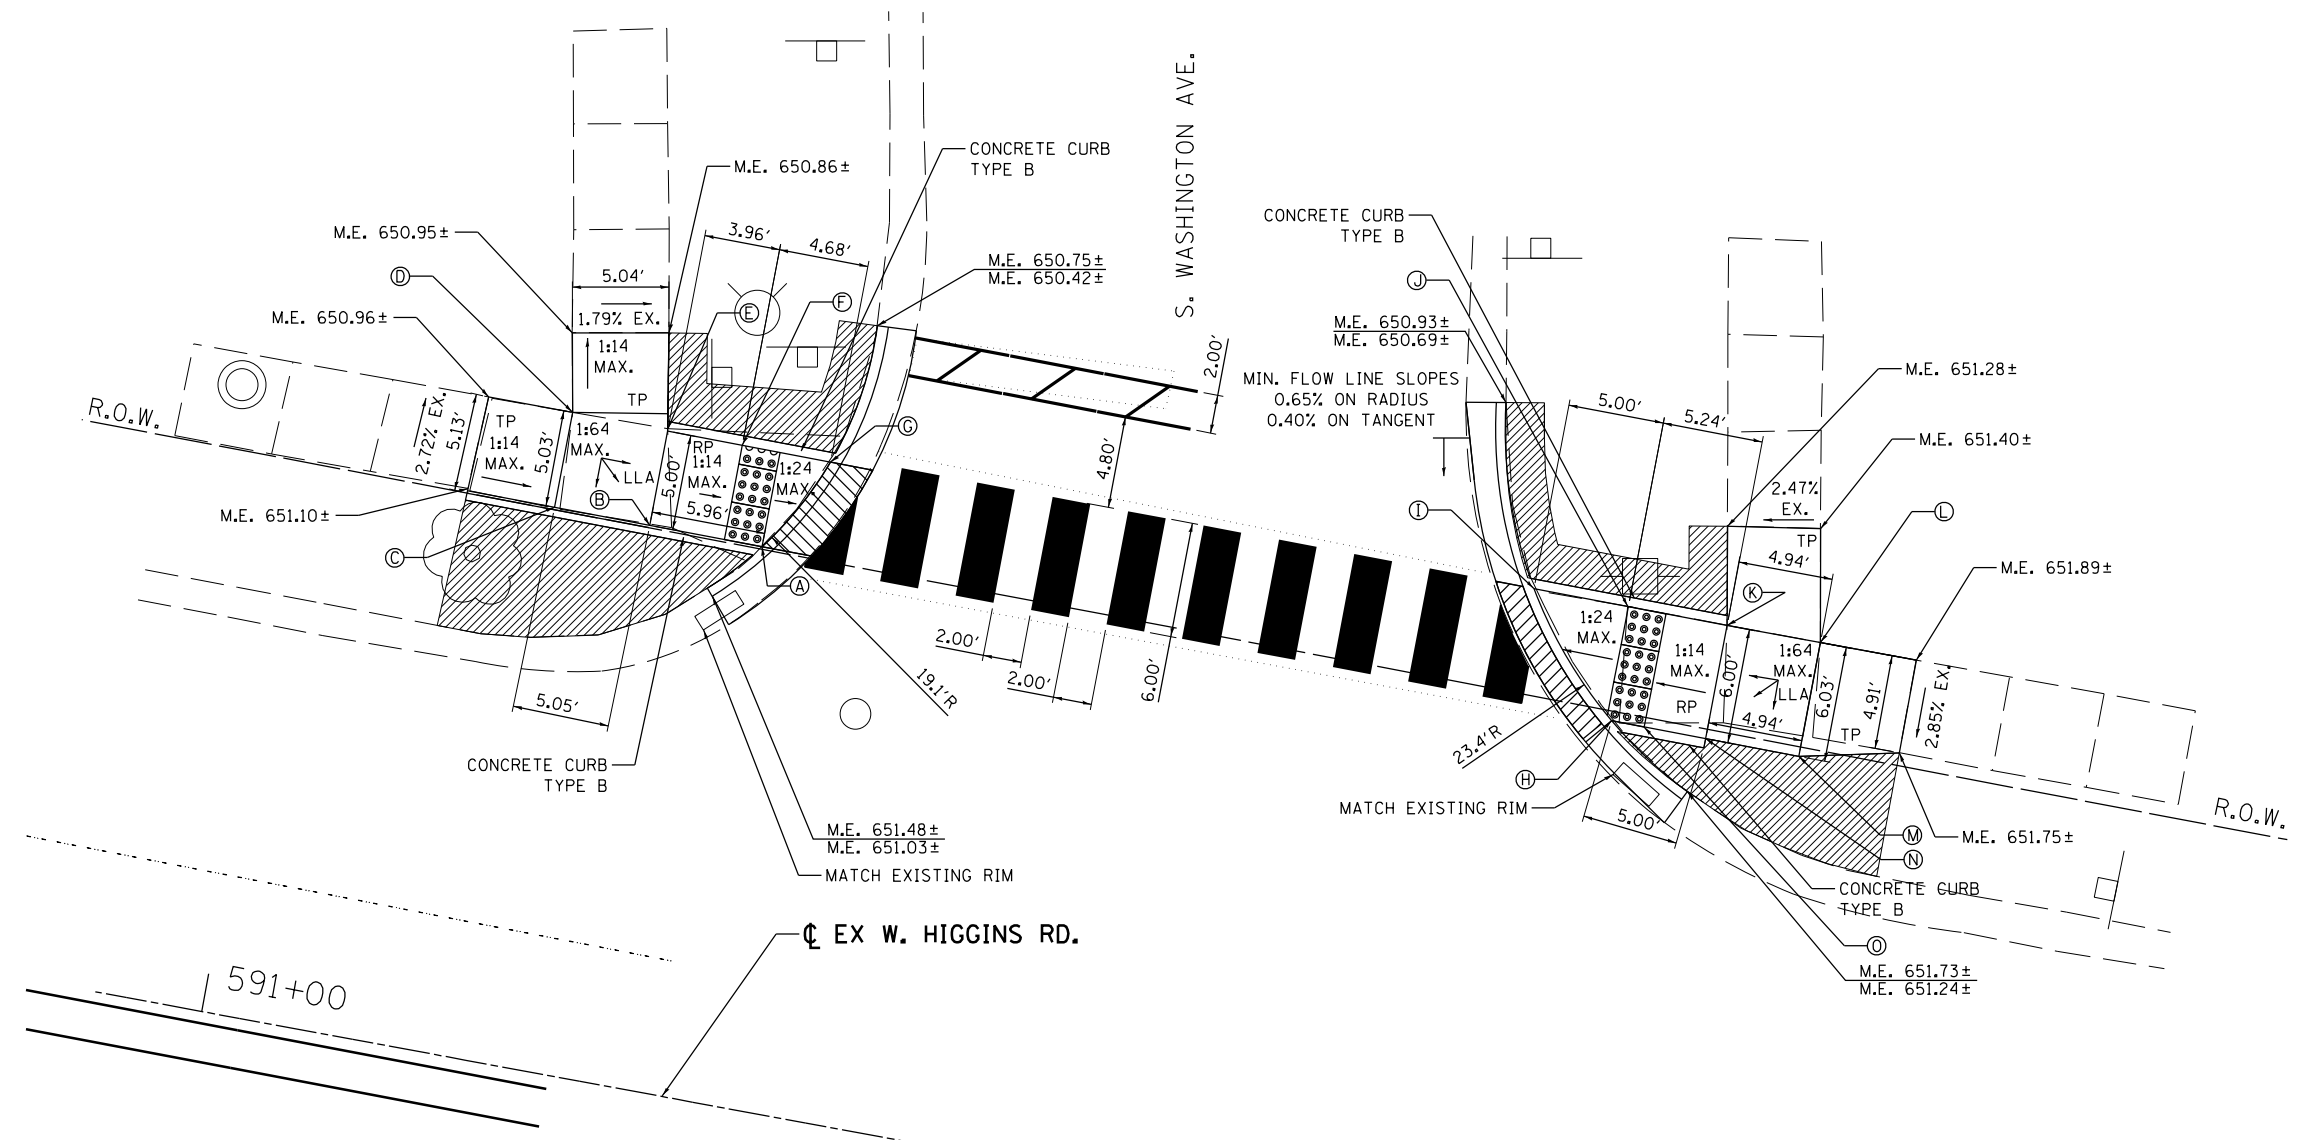 S. WASHINGTON AVE.
CONCRETE CURB
TYPE B
M.E. 650.86±
M.E. 650.95±
3.96'
4.68'
M.E. 650.75±
M.E. 650.42±
CONCRETE CURB
TYPE B
D
5.04'
J
M.E. 650.96±
1.79% EX.
E
F
M.E. 650.93±
M.E. 650.69±
1:14
MAX.
TP
2.00'
MIN. FLOW LINE SLOPES
0.65% ON RADIUS
0.40% ON TANGENT
M.E. 651.28±
5.00'
5.24'
R.O.W.
2.72% EX.
5.13'
TP
1:14
MAX.
5.03'
1:64
MAX.
LLA
RP
1:14
MAX.
5.00'
1:24
MAX.
G
4.80'
M.E. 651.40±
2.47%
EX.
B
5.96'
I
L
M.E. 651.10±
TP
4.94'
C
A
K
M.E. 651.89±
1:24
MAX.
1:14
MAX.
RP
6.00'
1:64
MAX.
LLA
6.03'
4.91'
2.85% EX.
4.94'
TP
2.00'
2.00'
6.00'
19.1'R
5.05'
23.4'R
CONCRETE CURB
TYPE B
H
MATCH EXISTING RIM
5.00'
R.O.W.
M.E. 651.48±
M.E. 651.03±
MATCH EXISTING RIM
M
M.E. 651.75±
N
CONCRETE CURB
TYPE B
O
M.E. 651.73±
M.E. 651.24±
℄ EX W. HIGGINS RD.
591+00